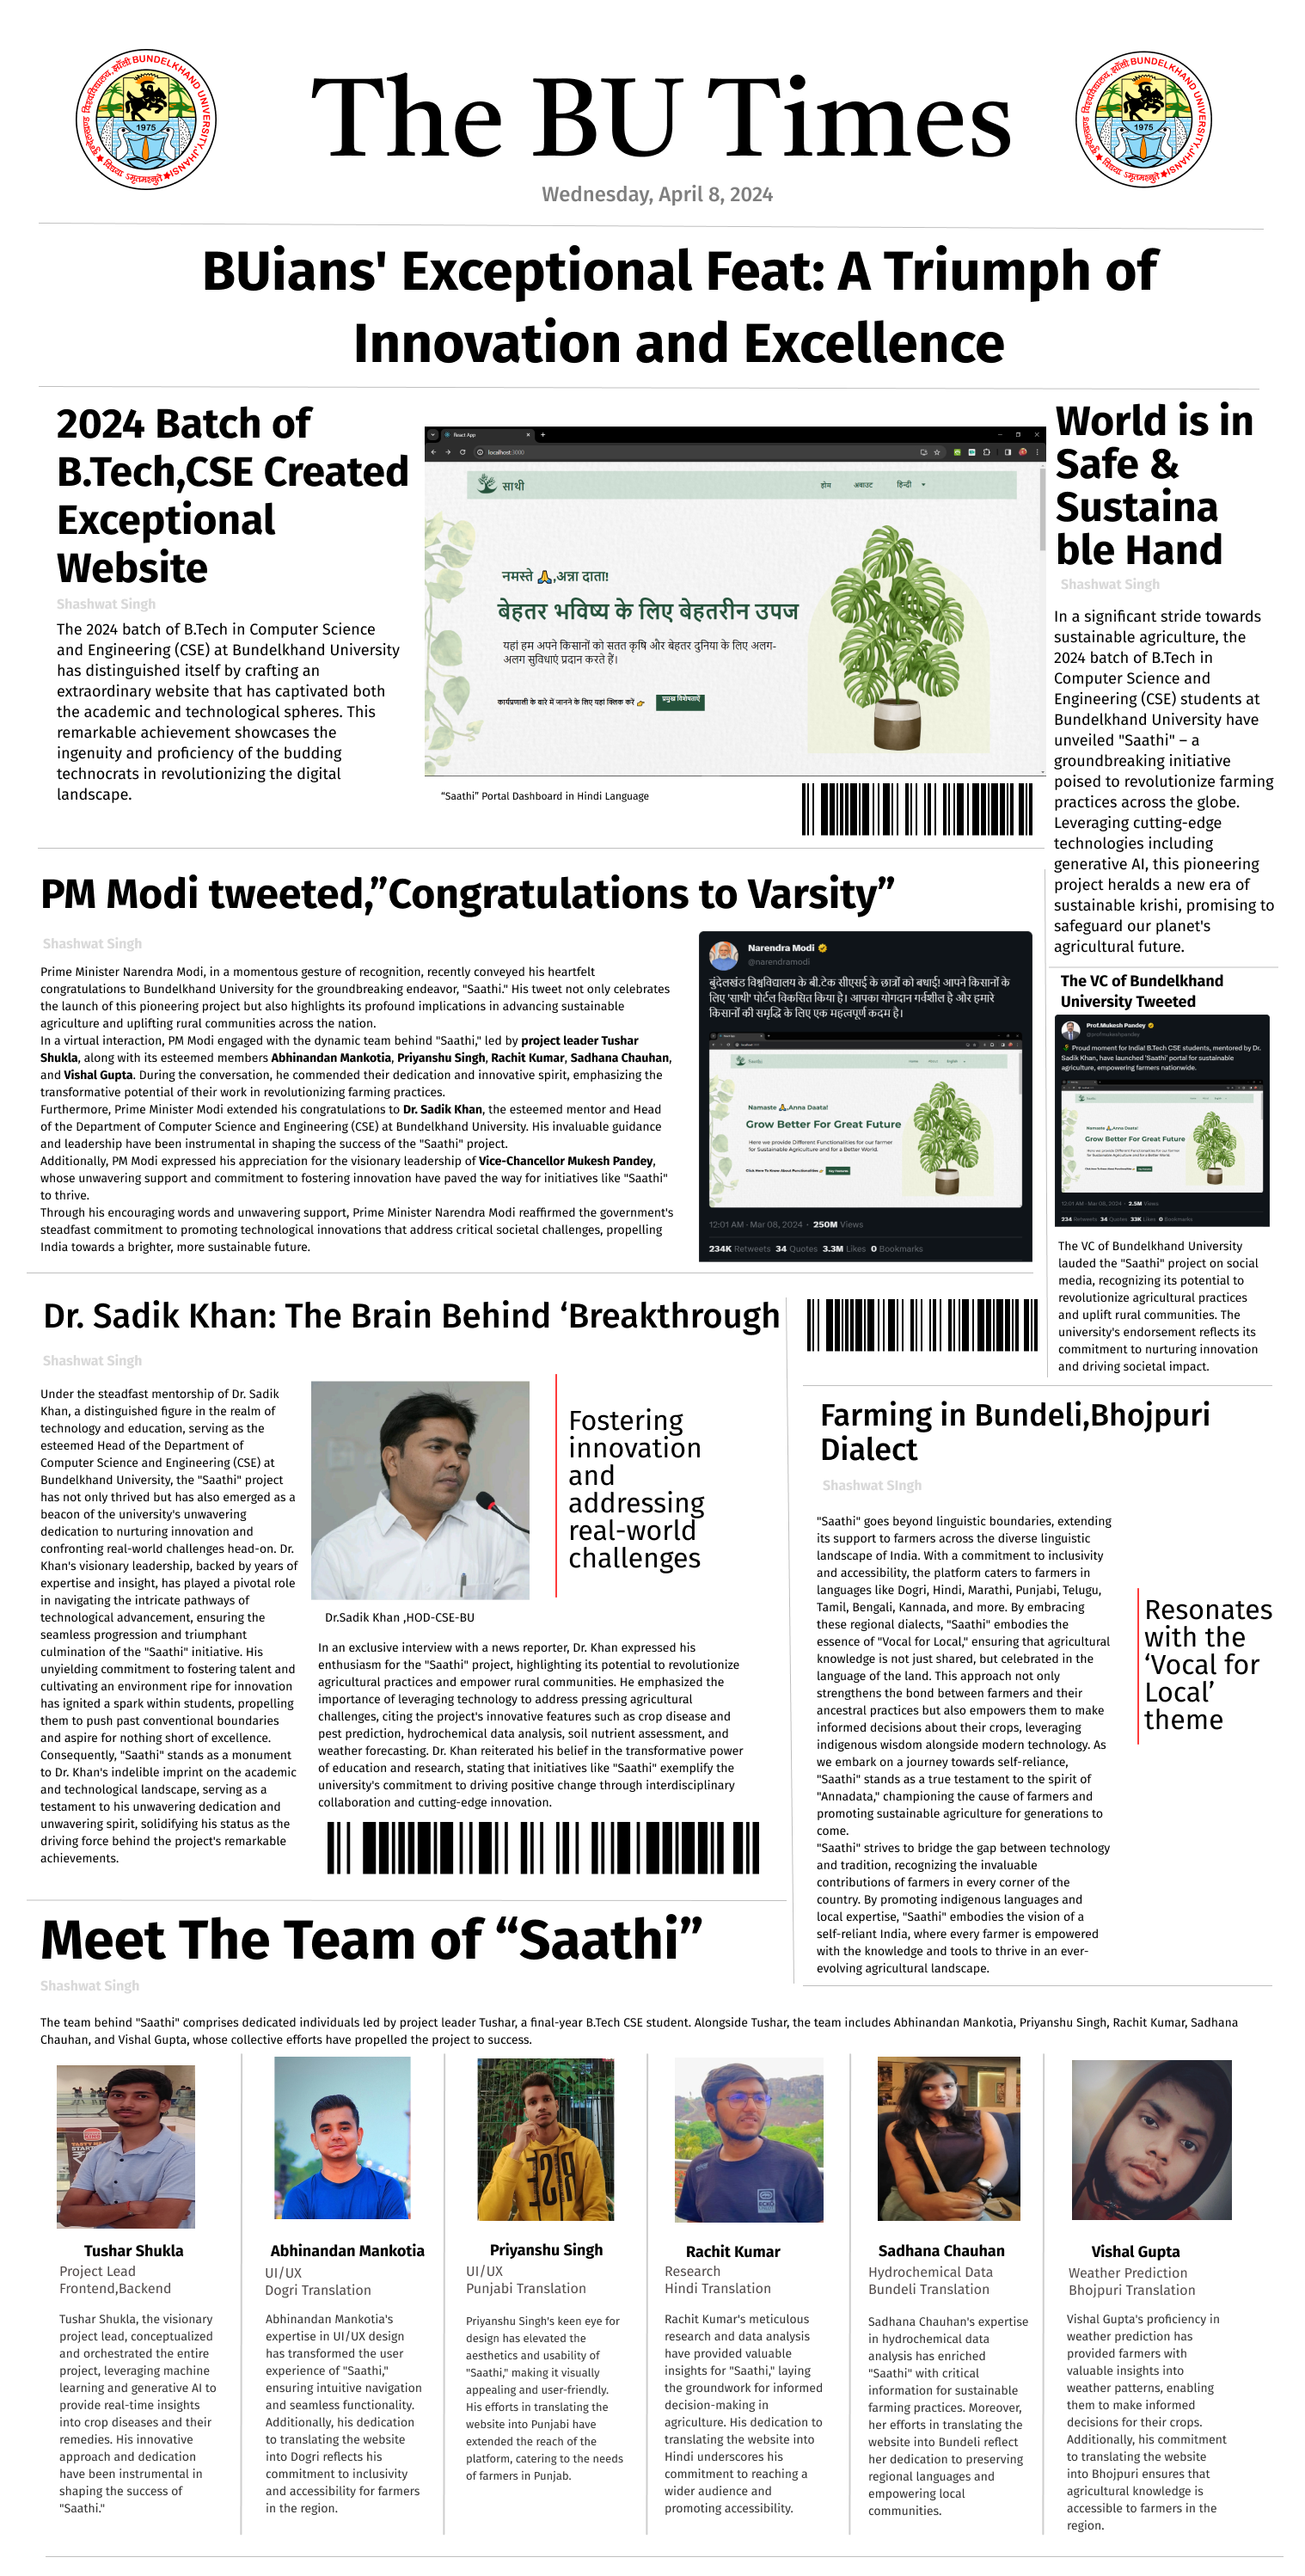 The BU Times
Wednesday, April 8, 2024
BUians' Exceptional Feat: A Triumph of
Innovation and Excellence
2024 Batch of
B.Tech,CSE Created
Exceptional
Website
Shashwat Singh
The 2024 batch of B.Tech in Computer Science
and Engineering (CSE) at Bundelkhand University
has distinguished itself by crafting an
extraordinary website that has captivated both
the academic and technological spheres. This
remarkable achievement showcases the
ingenuity and proficiency of the budding
technocrats in revolutionizing the digital
landscape.
React App
localhost:3000
साथी
होम अबाउट हिन्दी
नमस्ते 🙏,अन्ना दाता!
बेहतर भविष्य के लिए बेहतरीन उपज
यहां हम अपने किसानों को सतत कृषि और बेहतर दुनिया के लिए अलग-
अलग सुविधाएं प्रदान करते हैं।
कार्यप्रणाली के बारे में जानने के लिए यहां क्लिक करें 👉 प्रमुख विशेषताएँ
“Saathi” Portal Dashboard in Hindi Language
World is in
Safe &
Sustaina
ble Hand
Shashwat Singh
In a significant stride towards
sustainable agriculture, the
2024 batch of B.Tech in
Computer Science and
Engineering (CSE) students at
Bundelkhand University have
unveiled "Saathi" – a
groundbreaking initiative
poised to revolutionize farming
practices across the globe.
Leveraging cutting-edge
technologies including
generative AI, this pioneering
project heralds a new era of
sustainable krishi, promising to
safeguard our planet's
agricultural future.
PM Modi tweeted,”Congratulations to Varsity”
Shashwat Singh
Prime Minister Narendra Modi, in a momentous gesture of recognition, recently conveyed his heartfelt
congratulations to Bundelkhand University for the groundbreaking endeavor, "Saathi." His tweet not only celebrates
the launch of this pioneering project but also highlights its profound implications in advancing sustainable
agriculture and uplifting rural communities across the nation.
In a virtual interaction, PM Modi engaged with the dynamic team behind "Saathi," led by project leader Tushar
Shukla, along with its esteemed members Abhinandan Mankotia, Priyanshu Singh, Rachit Kumar, Sadhana Chauhan,
and Vishal Gupta. During the conversation, he commended their dedication and innovative spirit, emphasizing the
transformative potential of their work in revolutionizing farming practices.
Furthermore, Prime Minister Modi extended his congratulations to Dr. Sadik Khan, the esteemed mentor and Head
of the Department of Computer Science and Engineering (CSE) at Bundelkhand University. His invaluable guidance
and leadership have been instrumental in shaping the success of the "Saathi" project.
Additionally, PM Modi expressed his appreciation for the visionary leadership of Vice-Chancellor Mukesh Pandey,
whose unwavering support and commitment to fostering innovation have paved the way for initiatives like "Saathi"
to thrive.
Through his encouraging words and unwavering support, Prime Minister Narendra Modi reaffirmed the government's
steadfast commitment to promoting technological innovations that address critical societal challenges, propelling
India towards a brighter, more sustainable future.
Narendra Modi
@narendramodi
बुंदेलखंड विश्वविद्यालय के बी.टेक सीएसई के छात्रों को बधाई! आपने किसानों के
लिए 'साथी' पोर्टल विकसित किया है। आपका योगदान गर्वशील है और हमारे
किसानों की समृद्धि के लिए एक महत्वपूर्ण कदम है।
Saathi
Namaste 🙏,Anna Daata!
Grow Better For Great Future
Here we provide Different Functionalities for our farmer
for Sustainable Agriculture and for a Better World.
Click Here To Know About Functionalities 👉
12:01 AM · Mar 08, 2024 · 250M Views
234K Retweets 34 Quotes 3.3M Likes 0 Bookmarks
The VC of Bundelkhand
University Tweeted
Prof.Mukesh Pandey
Proud moment for India! B.Tech CSE students, mentored by Dr.
Sadik Khan, have launched 'Saathi' portal for sustainable
agriculture, empowering farmers nationwide.
Namaste 🙏,Anna Daata!
Grow Better For Great Future
Here we provide Different Functionalities for our farmer
for Sustainable Agriculture and for a Better World.
12:01 AM · Mar 08, 2024 · 2.5M Views
234 Retweets 34 Quotes 33K Likes 0 Bookmarks
The VC of Bundelkhand University
lauded the "Saathi" project on social
media, recognizing its potential to
revolutionize agricultural practices
and uplift rural communities. The
university's endorsement reflects its
commitment to nurturing innovation
and driving societal impact.
Dr. Sadik Khan: The Brain Behind ‘Breakthrough
Shashwat Singh
Under the steadfast mentorship of Dr. Sadik
Khan, a distinguished figure in the realm of
technology and education, serving as the
esteemed Head of the Department of
Computer Science and Engineering (CSE) at
Bundelkhand University, the "Saathi" project
has not only thrived but has also emerged as a
beacon of the university's unwavering
dedication to nurturing innovation and
confronting real-world challenges head-on. Dr.
Khan's visionary leadership, backed by years of
expertise and insight, has played a pivotal role
in navigating the intricate pathways of
technological advancement, ensuring the
seamless progression and triumphant
culmination of the "Saathi" initiative. His
unyielding commitment to fostering talent and
cultivating an environment ripe for innovation
has ignited a spark within students, propelling
them to push past conventional boundaries
and aspire for nothing short of excellence.
Consequently, "Saathi" stands as a monument
to Dr. Khan's indelible imprint on the academic
and technological landscape, serving as a
testament to his unwavering dedication and
unwavering spirit, solidifying his status as the
driving force behind the project's remarkable
achievements.
Fostering
innovation
and
addressing
real-world
challenges
Dr.Sadik Khan ,HOD-CSE-BU
In an exclusive interview with a news reporter, Dr. Khan expressed his
enthusiasm for the "Saathi" project, highlighting its potential to revolutionize
agricultural practices and empower rural communities. He emphasized the
importance of leveraging technology to address pressing agricultural
challenges, citing the project's innovative features such as crop disease and
pest prediction, hydrochemical data analysis, soil nutrient assessment, and
weather forecasting. Dr. Khan reiterated his belief in the transformative power
of education and research, stating that initiatives like "Saathi" exemplify the
university's commitment to driving positive change through interdisciplinary
collaboration and cutting-edge innovation.
Farming in Bundeli,Bhojpuri
Dialect
Shashwat SIngh
"Saathi" goes beyond linguistic boundaries, extending
its support to farmers across the diverse linguistic
landscape of India. With a commitment to inclusivity
and accessibility, the platform caters to farmers in
languages like Dogri, Hindi, Marathi, Punjabi, Telugu,
Tamil, Bengali, Kannada, and more. By embracing
these regional dialects, "Saathi" embodies the
essence of "Vocal for Local," ensuring that agricultural
knowledge is not just shared, but celebrated in the
language of the land. This approach not only
strengthens the bond between farmers and their
ancestral practices but also empowers them to make
informed decisions about their crops, leveraging
indigenous wisdom alongside modern technology. As
we embark on a journey towards self-reliance,
"Saathi" stands as a true testament to the spirit of
"Annadata," championing the cause of farmers and
promoting sustainable agriculture for generations to
come.
"Saathi" strives to bridge the gap between technology
and tradition, recognizing the invaluable
contributions of farmers in every corner of the
country. By promoting indigenous languages and
local expertise, "Saathi" embodies the vision of a
self-reliant India, where every farmer is empowered
with the knowledge and tools to thrive in an ever-
evolving agricultural landscape.
Resonates
with the
‘Vocal for
Local’
theme
Meet The Team of “Saathi”
Shashwat Singh
The team behind "Saathi" comprises dedicated individuals led by project leader Tushar, a final-year B.Tech CSE student. Alongside Tushar, the team includes Abhinandan Mankotia, Priyanshu Singh, Rachit Kumar, Sadhana
Chauhan, and Vishal Gupta, whose collective efforts have propelled the project to success.
Tushar Shukla
Project Lead
Frontend,Backend
Tushar Shukla, the visionary
project lead, conceptualized
and orchestrated the entire
project, leveraging machine
learning and generative AI to
provide real-time insights
into crop diseases and their
remedies. His innovative
approach and dedication
have been instrumental in
shaping the success of
"Saathi."
Abhinandan Mankotia
UI/UX
Dogri Translation
Abhinandan Mankotia's
expertise in UI/UX design
has transformed the user
experience of "Saathi,"
ensuring intuitive navigation
and seamless functionality.
Additionally, his dedication
to translating the website
into Dogri reflects his
commitment to inclusivity
and accessibility for farmers
in the region.
Priyanshu Singh
UI/UX
Punjabi Translation
Priyanshu Singh's keen eye for
design has elevated the
aesthetics and usability of
"Saathi," making it visually
appealing and user-friendly.
His efforts in translating the
website into Punjabi have
extended the reach of the
platform, catering to the needs
of farmers in Punjab.
Rachit Kumar
Research
Hindi Translation
Rachit Kumar's meticulous
research and data analysis
have provided valuable
insights for "Saathi," laying
the groundwork for informed
decision-making in
agriculture. His dedication to
translating the website into
Hindi underscores his
commitment to reaching a
wider audience and
promoting accessibility.
Sadhana Chauhan
Hydrochemical Data
Bundeli Translation
Sadhana Chauhan's expertise
in hydrochemical data
analysis has enriched
"Saathi" with critical
information for sustainable
farming practices. Moreover,
her efforts in translating the
website into Bundeli reflect
her dedication to preserving
regional languages and
empowering local
communities.
Vishal Gupta
Weather Prediction
Bhojpuri Translation
Vishal Gupta's proficiency in
weather prediction has
provided farmers with
valuable insights into
weather patterns, enabling
them to make informed
decisions for their crops.
Additionally, his commitment
to translating the website
into Bhojpuri ensures that
agricultural knowledge is
accessible to farmers in the
region.